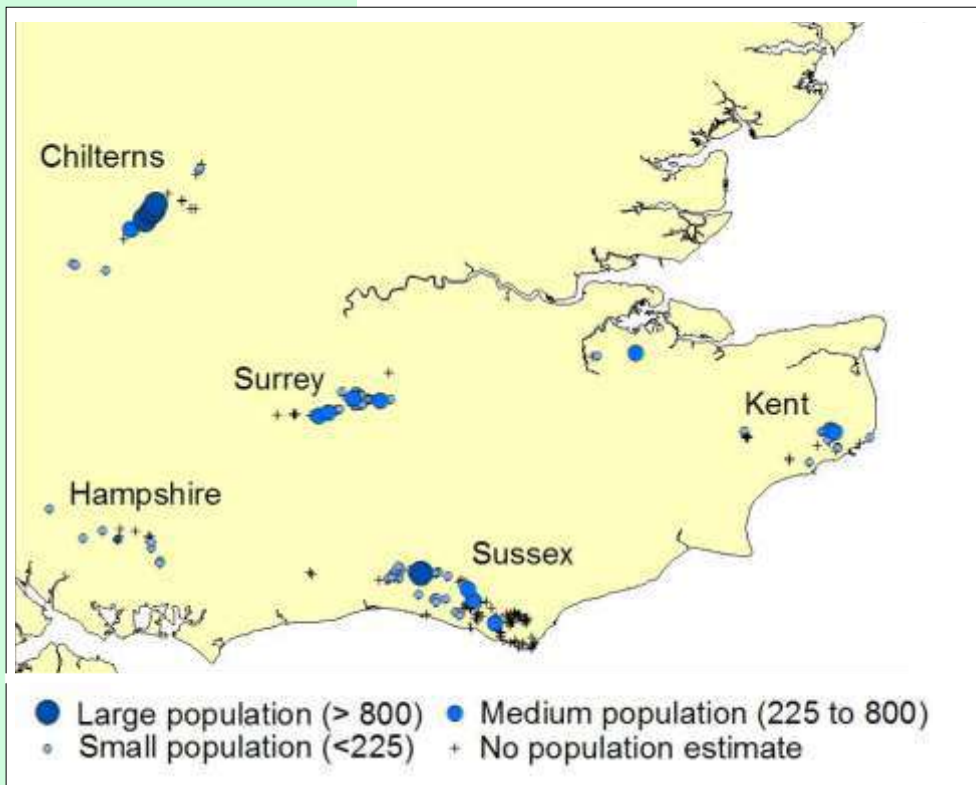 Chilterns
Surrey
Kent
Hampshire
Sussex
Large population (> 800) Medium population (225 to 800)
Small population (<225) + No population estimate